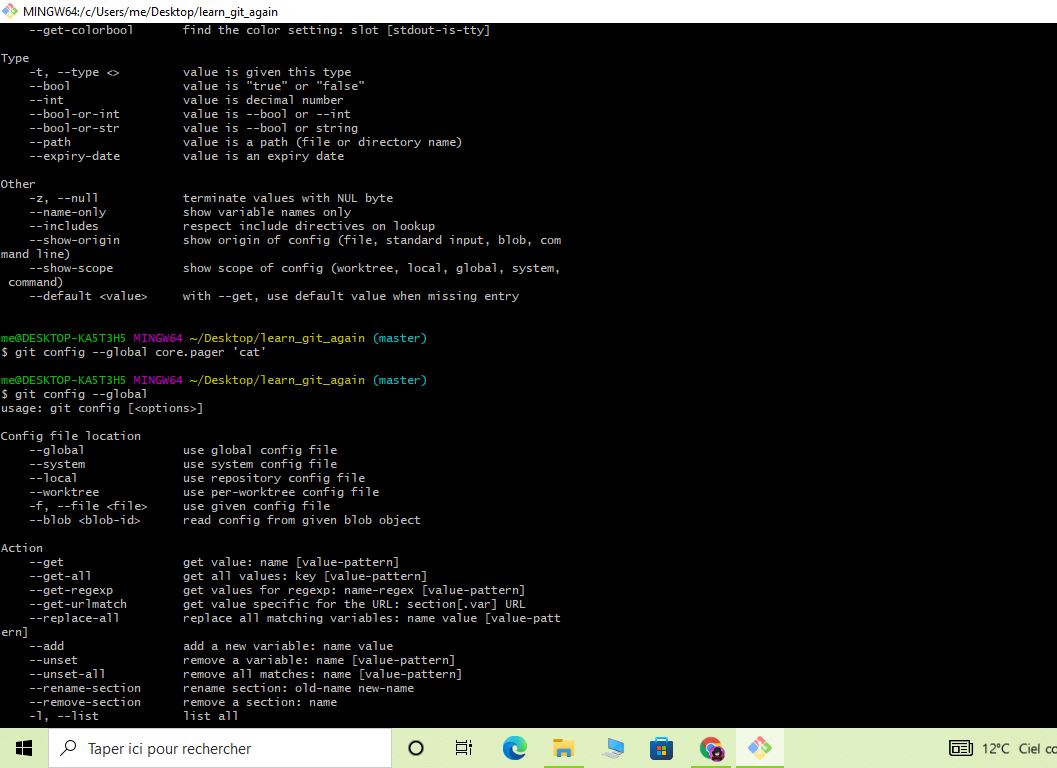 MINGW64:/c/Users/me/Desktop/learn_git_again
--get-colorbool find the color setting: slot [stdout-is-tty]
Type
-t, --type <> value is given this type
--bool value is "true" or "false"
--int value is decimal number
--bool-or-int value is --bool or --int
--bool-or-str value is --bool or string
--path value is a path (file or directory name)
--expiry-date value is an expiry date
Other
-z, --null terminate values with NUL byte
--name-only show variable names only
--includes respect include directives on lookup
--show-origin show origin of config (file, standard input, blob, com
mand line)
--show-scope show scope of config (worktree, local, global, system,
command)
--default <value> with --get, use default value when missing entry
me@DESKTOP-KA5T3H5 MINGW64 ~/Desktop/learn_git_again (master)
$ git config --global core.pager 'cat'
me@DESKTOP-KA5T3H5 MINGW64 ~/Desktop/learn_git_again (master)
$ git config --global
usage: git config [<options>]
Config file location
--global use global config file
--system use system config file
--local use repository config file
--worktree use per-worktree config file
-f, --file <file> use given config file
--blob <blob-id> read config from given blob object
Action
--get get value: name [value-pattern]
--get-all get all values: key [value-pattern]
--get-regexp get values for regexp: name-regex [value-pattern]
--get-urlmatch get value specific for the URL: section[.var] URL
--replace-all replace all matching variables: name value [value-patt
ern]
--add add a new variable: name value
--unset remove a variable: name [value-pattern]
--unset-all remove all matches: name [value-pattern]
--rename-section rename section: old-name new-name
--remove-section remove a section: name
-l, --list list all
Taper ici pour rechercher
12°C Ciel co